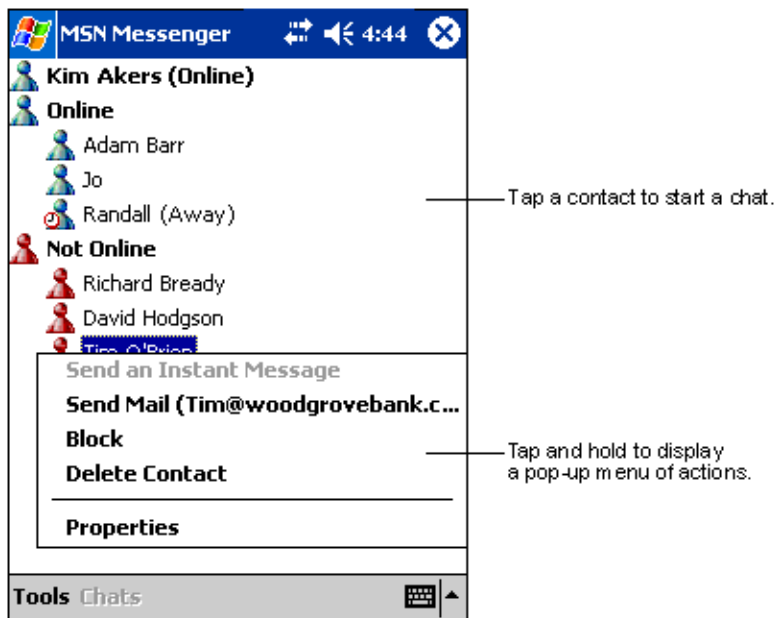 MSN Messenger 4:44
Kim Akers (Online)
Online
Adam Barr
Jo
Randall (Away)
Tap a contact to start a chat.
Not Online
Richard Bready
David Hodgson
Tim O'Brien
Send an Instant Message
Send Mail (Tim@woodgrovebank.c...
Block
Delete Contact
Tap and hold to display
a pop-up menu of actions.
Properties
Tools Chats